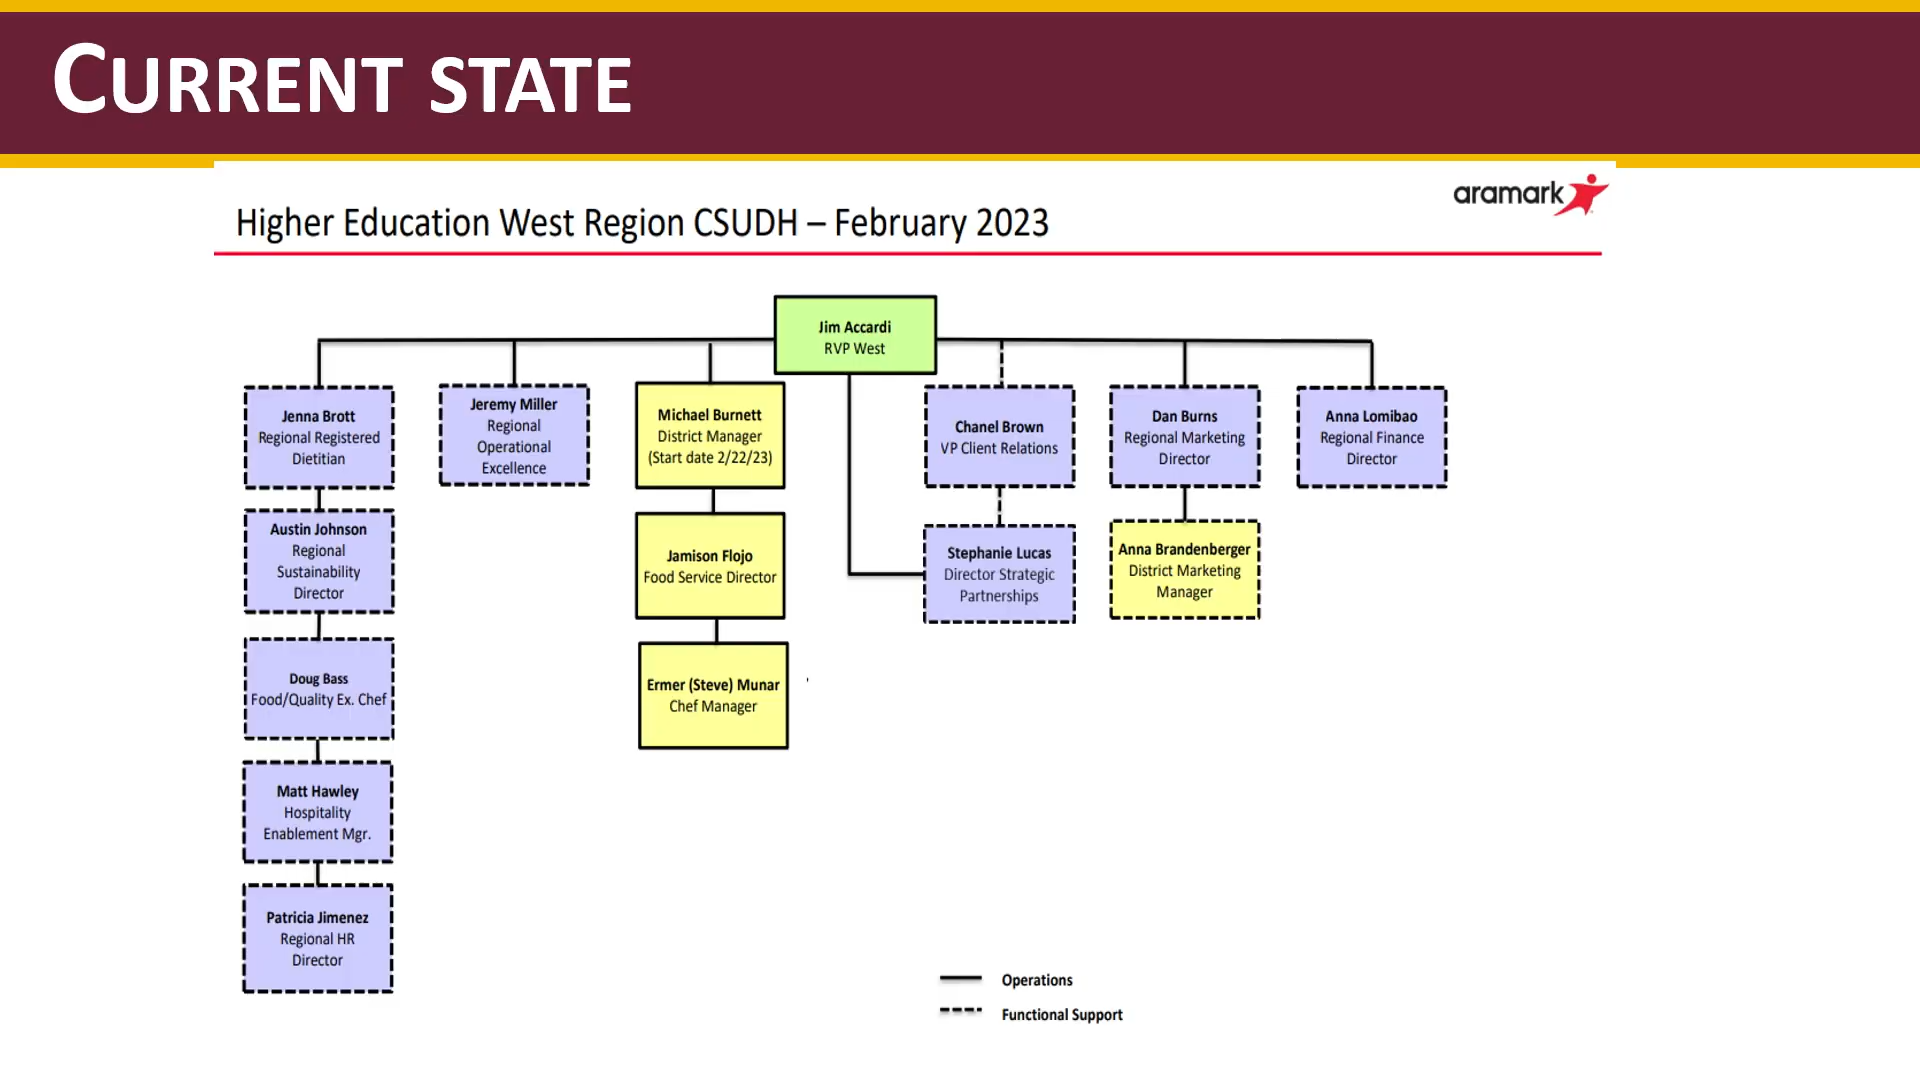 CURRENT STATE
aramark
Higher Education West Region CSUDH – February 2023
Jim Accardi
RVP West
Jenna Brott
Regional Registered
Dietitian
Jeremy Miller
Regional
Operational
Excellence
Michael Burnett
District Manager
(Start date 2/22/23)
Chanel Brown
VP Client Relations
Dan Burns
Regional Marketing
Director
Anna Lomibao
Regional Finance
Director
Austin Johnson
Regional
Sustainability
Director
Jamison Flojo
Food Service Director
Stephanie Lucas
Director Strategic
Partnerships
Anna Brandenberger
District Marketing
Manager
Doug Bass
Food/Quality Ex. Chef
Ermer (Steve) Munar
Chef Manager
Matt Hawley
Hospitality
Enablement Mgr.
Patricia Jimenez
Regional HR
Director
Operations
Functional Support